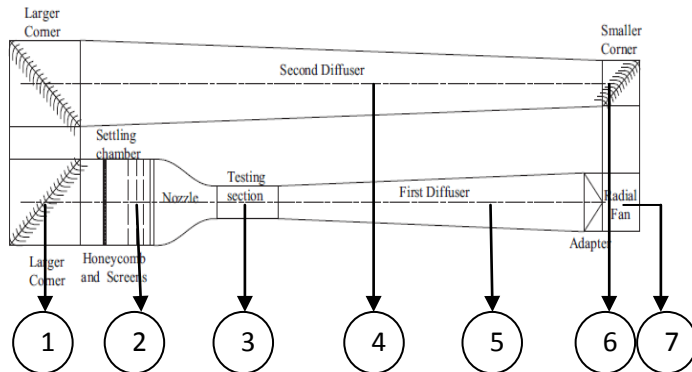 Larger
Corner
Smaller
Corner
Second Diffuser
Settling
chamber
Testing
section
Nozzle
First Diffuser
Radial
Fan
Adapter
Larger
Corner
Honeycomb
and Screens
1
2
3
4
5
6
7